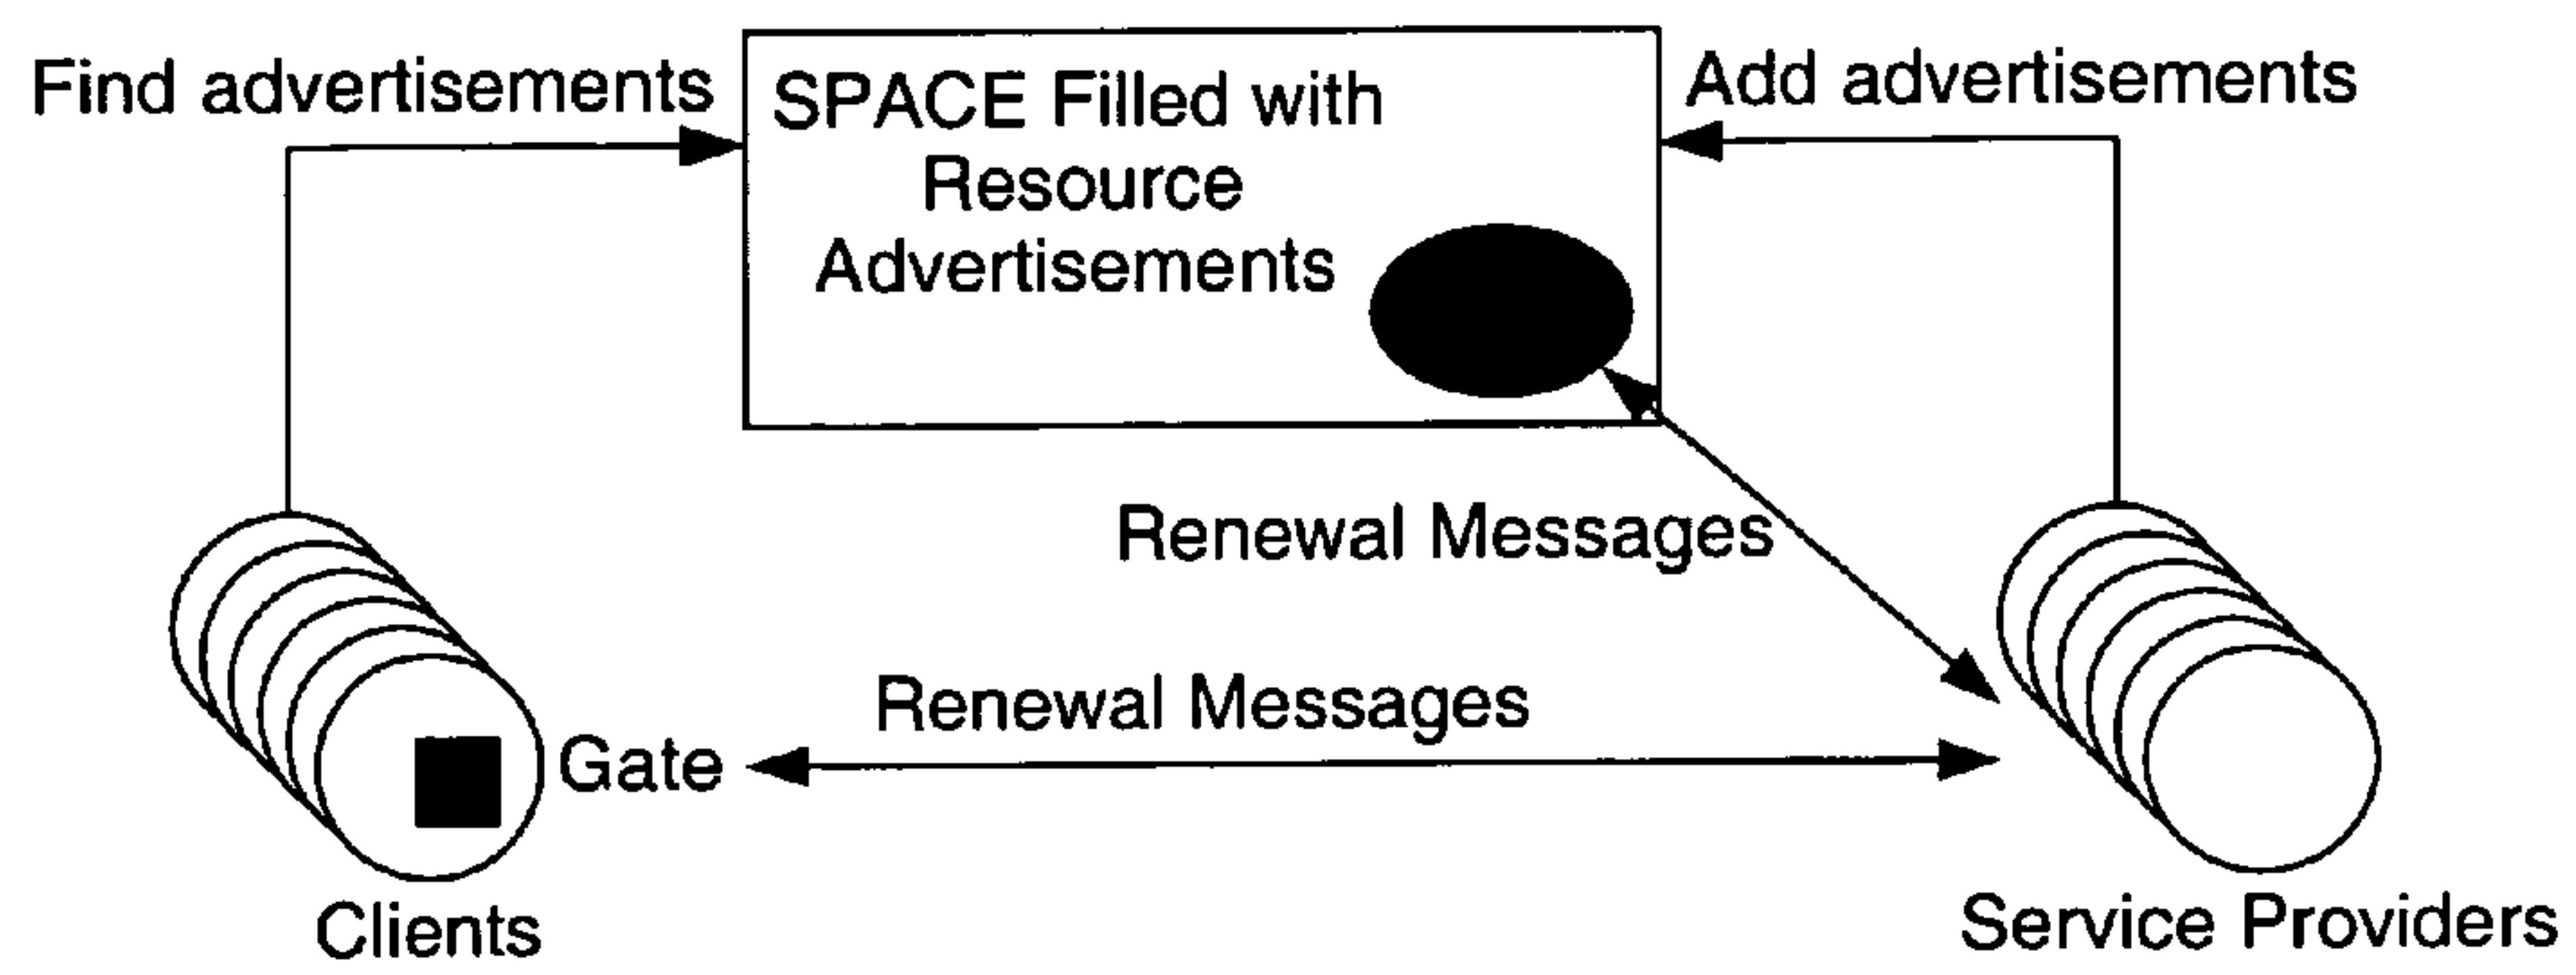 Find advertisements
SPACE Filled with
Resource
Advertisements
Add advertisements
Renewal Messages
Renewal Messages
Gate
Clients
Service Providers